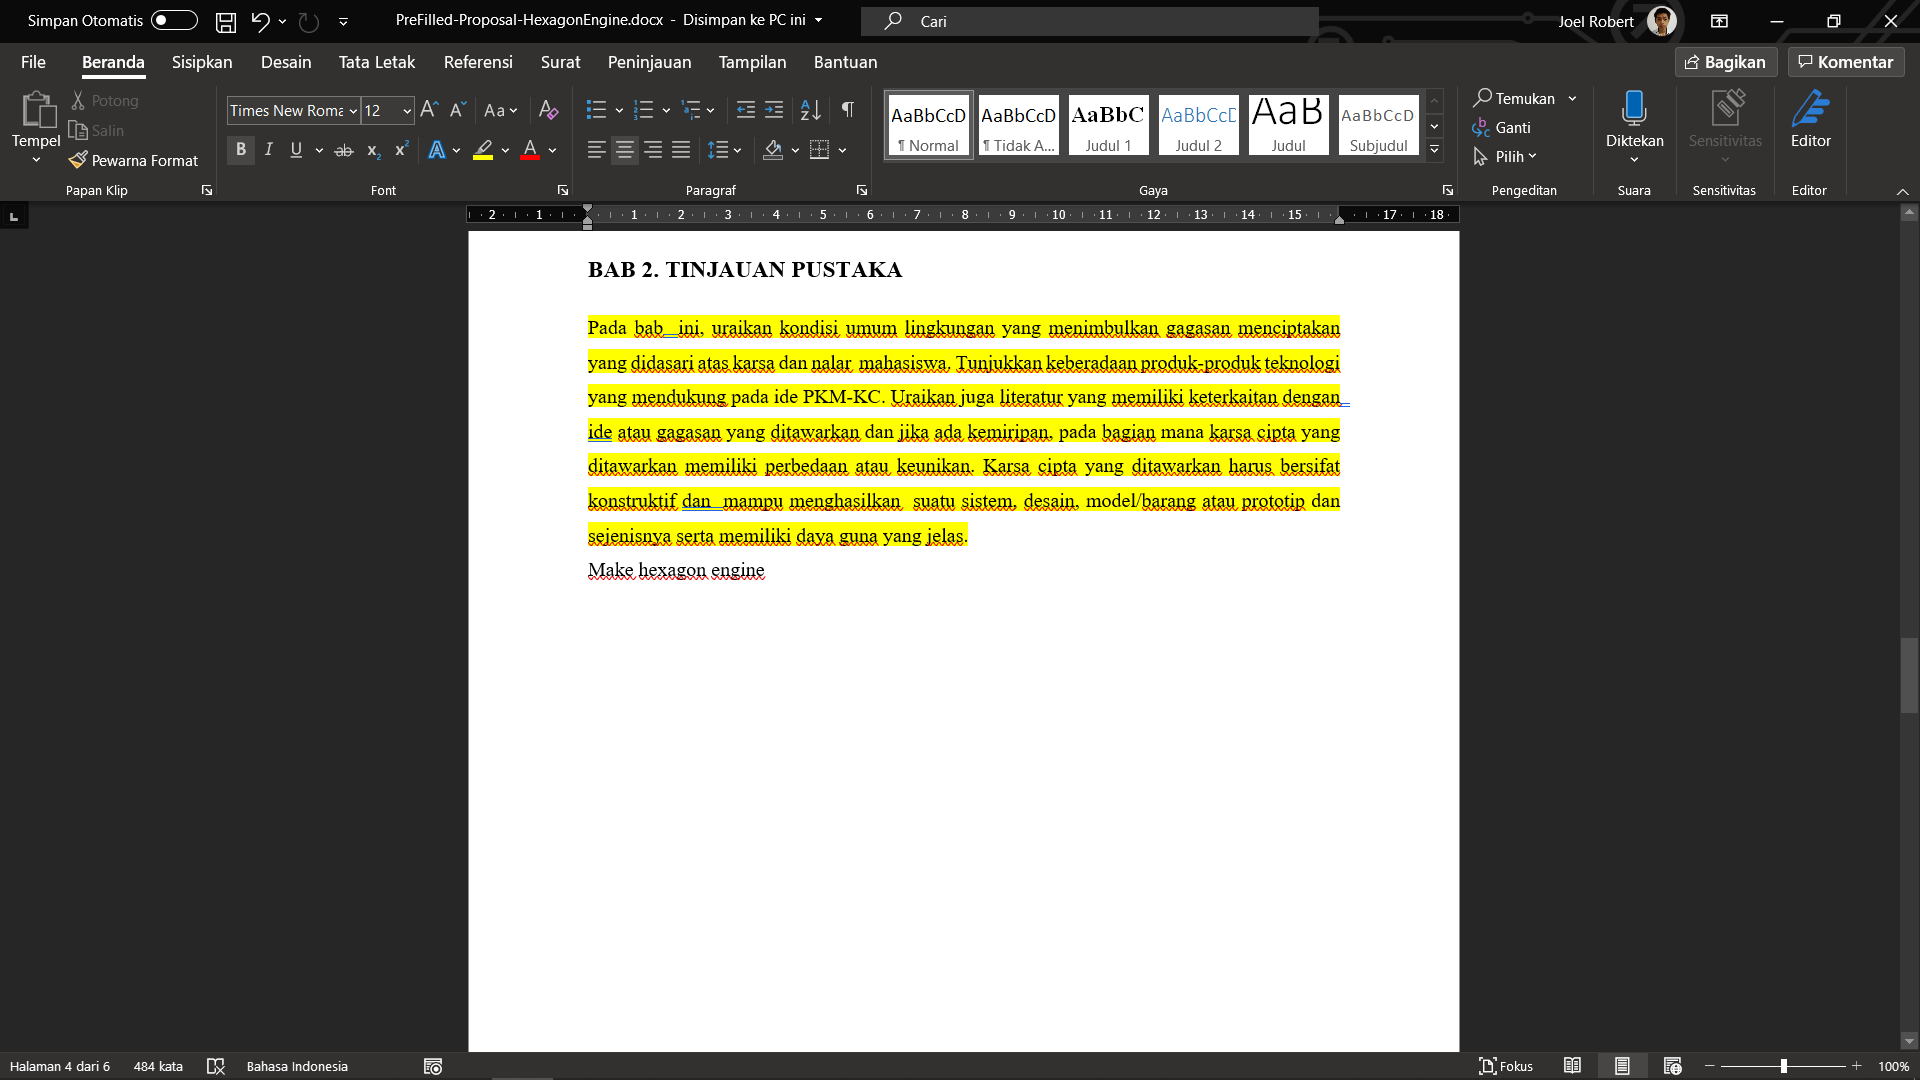 Simpan Otomatis
PreFilled-Proposal-HexagonEngine.docx - Disimpan ke PC ini
Cari
Joel Robert
File Beranda Sisipkan Desain Tata Letak Referensi Surat Peninjauan Tampilan Bantuan
Bagikan Komentar
Tempel
Potong
Salin
Pewarna Format
Papan Klip
Times New Roma 12
Font
Paragraf
AaBbCcD ¶ Normal
AaBbCcD ¶ Tidak A...
AaBbC Judul 1
AaBbCcE Judul 2
AaB Judul
AaBbCcD Subjudul
Gaya
Temukan
Ganti
Pilih
Pengeditan
Diktekan
Suara
Sensitivitas
Sensitivitas
Editor
Editor
2 1 1 2 3 4 5 6 7 8 9 10 11 12 13 14 15 17 18
BAB 2. TINJAUAN PUSTAKA
Pada bab ini, uraikan kondisi umum lingkungan yang menimbulkan gagasan menciptakan
yang didasari atas karsa dan nalar mahasiswa. Tunjukkan keberadaan produk-produk teknologi
yang mendukung pada ide PKM-KC. Uraikan juga literatur yang memiliki keterkaitan dengan
ide atau gagasan yang ditawarkan dan jika ada kemiripan, pada bagian mana karsa cipta yang
ditawarkan memiliki perbedaan atau keunikan. Karsa cipta yang ditawarkan harus bersifat
konstruktif dan mampu menghasilkan suatu sistem, desain, model/barang atau prototip dan
sejenisnya serta memiliki daya guna yang jelas.
Make hexagon engine
Halaman 4 dari 6 484 kata Bahasa Indonesia
Fokus
100%